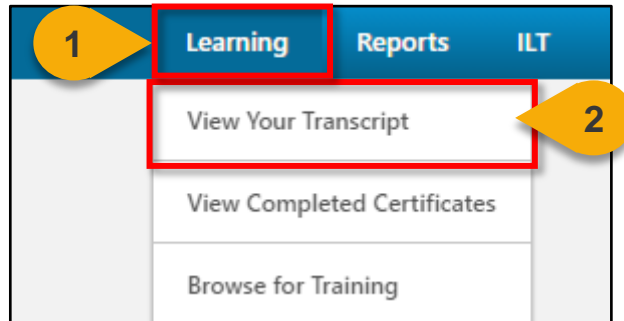 1 Learning Reports ILT
View Your Transcript 2
View Completed Certificates
Browse for Training